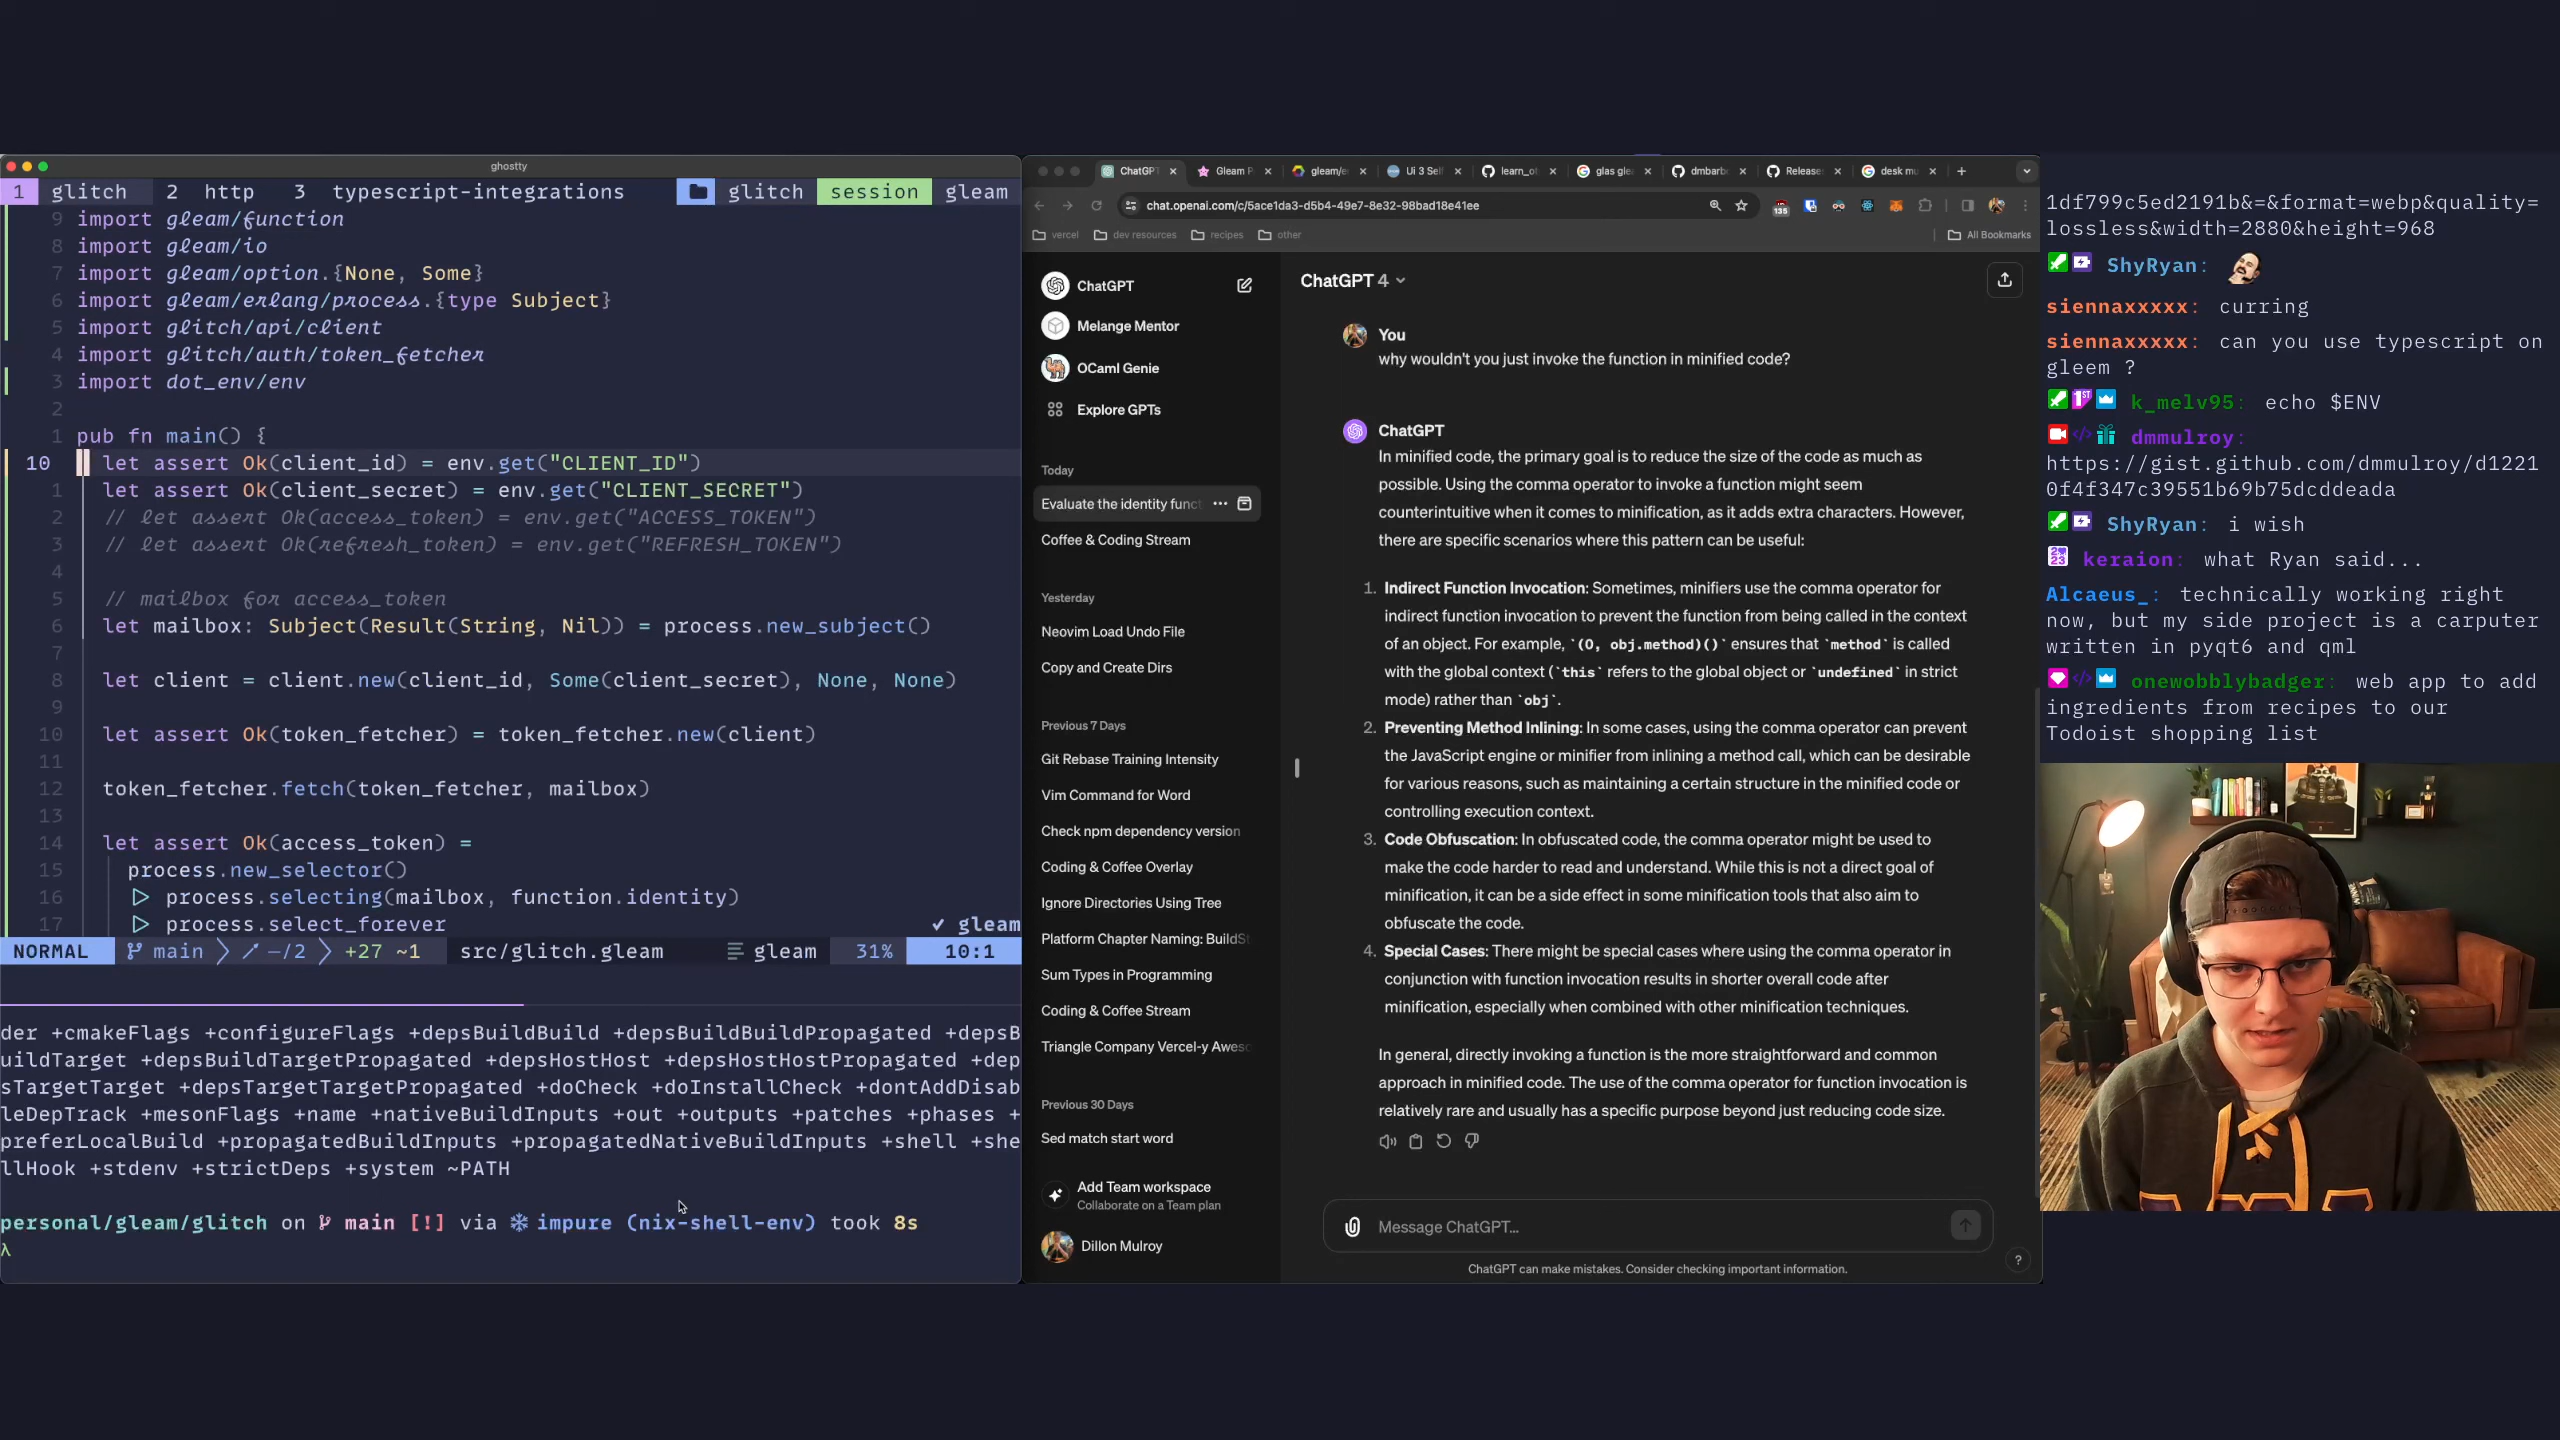 ghostty
1 glitch 2 http 3 typescript-integrations glitch session gleam
9 import gleam/function
8 import gleam/io
7 import gleam/option.{None, Some}
6 import gleam/erlang/process.{type Subject}
5 import glitch/api/client
4 import glitch/auth/token_fetcher
3 import dot_env/env
2
1 pub fn main() {
10 let assert Ok(client_id) = env.get("CLIENT_ID")
1 let assert Ok(client_secret) = env.get("CLIENT_SECRET")
2 // let assert Ok(access_token) = env.get("ACCESS_TOKEN")
3 // let assert Ok(refresh_token) = env.get("REFRESH_TOKEN")
4
5 // mailbox for access_token
6 let mailbox: Subject(Result(String, Nil)) = process.new_subject()
7
8 let client = client.new(client_id, Some(client_secret), None, None)
9
10 let assert Ok(token_fetcher) = token_fetcher.new(client)
11
12 token_fetcher.fetch(token_fetcher, mailbox)
13
14 let assert Ok(access_token) =
15 process.new_selector()
16 |> process.selecting(mailbox, function.identity)
17 |> process.select_forever
✓ gleam
NORMAL main –/2 +27 ~1 src/glitch.gleam gleam 31% 10:1
der +cmakeFlags +configureFlags +depsBuildBuild +depsBuildBuildPropagated +depsB
uildTarget +depsBuildTargetPropagated +depsHostHost +depsHostHostPropagated +dep
sTargetTarget +depsTargetTargetPropagated +doCheck +doInstallCheck +dontAddDisab
leDepTrack +mesonFlags +name +nativeBuildInputs +out +outputs +patches +phases +
preferLocalBuild +propagatedBuildInputs +propagatedNativeBuildInputs +shell +she
llHook +stdenv +strictDeps +system ~PATH
personal/gleam/glitch on main [!] via ❄ impure (nix-shell-env) took 8s
λ
ChatGPT Gleam P gleam/e Ui 3 Self learn_o glas gle dmbarb Release desk mu
chat.openai.com/c/5ace1da3-d5b4-49e7-8e32-98bad18e41ee
135
vercel dev resources recipes other All Bookmarks
ChatGPT
Melange Mentor
OCaml Genie
Explore GPTs
Today
Evaluate the identity funct
Coffee & Coding Stream
Yesterday
Neovim Load Undo File
Copy and Create Dirs
Previous 7 Days
Git Rebase Training Intensity
Vim Command for Word
Check npm dependency version
Coding & Coffee Overlay
Ignore Directories Using Tree
Platform Chapter Naming: BuildSt
Sum Types in Programming
Coding & Coffee Stream
Triangle Company Vercel-y Aweso
Previous 30 Days
Sed match start word
Add Team workspace
Collaborate on a Team plan
Dillon Mulroy
ChatGPT 4
You
why wouldn't you just invoke the function in minified code?
ChatGPT
In minified code, the primary goal is to reduce the size of the code as much as
possible. Using the comma operator to invoke a function might seem
counterintuitive when it comes to minification, as it adds extra characters. However,
there are specific scenarios where this pattern can be useful:
1. Indirect Function Invocation: Sometimes, minifiers use the comma operator for
indirect function invocation to prevent the function from being called in the context
of an object. For example, `(0, obj.method)()` ensures that `method` is called
with the global context (`this` refers to the global object or `undefined` in strict
mode) rather than `obj`.
2. Preventing Method Inlining: In some cases, using the comma operator can prevent
the JavaScript engine or minifier from inlining a method call, which can be desirable
for various reasons, such as maintaining a certain structure in the minified code or
controlling execution context.
3. Code Obfuscation: In obfuscated code, the comma operator might be used to
make the code harder to read and understand. While this is not a direct goal of
minification, it can be a side effect in some minification tools that also aim to
obfuscate the code.
4. Special Cases: There might be special cases where using the comma operator in
conjunction with function invocation results in shorter overall code after
minification, especially when combined with other minification techniques.
In general, directly invoking a function is the more straightforward and common
approach in minified code. The use of the comma operator for function invocation is
relatively rare and usually has a specific purpose beyond just reducing code size.
Message ChatGPT...
ChatGPT can make mistakes. Consider checking important information.
?
1df799c5ed2191b&=&format=webp&quality=
lossless&width=2880&height=968
ShyRyan:
siennaxxxxx: curring
siennaxxxxx: can you use typescript on
gleem ?
k_melv95: echo $ENV
dmmulroy:
https://gist.github.com/dmmulroy/d1221
0f4f347c39551b69b75dcddeada
ShyRyan: i wish
keraion: what Ryan said...
Alcaeus_: technically working right
now, but my side project is a carputer
written in pyqt6 and qml
onewobblybadger: web app to add
ingredients from recipes to our
Todoist shopping list